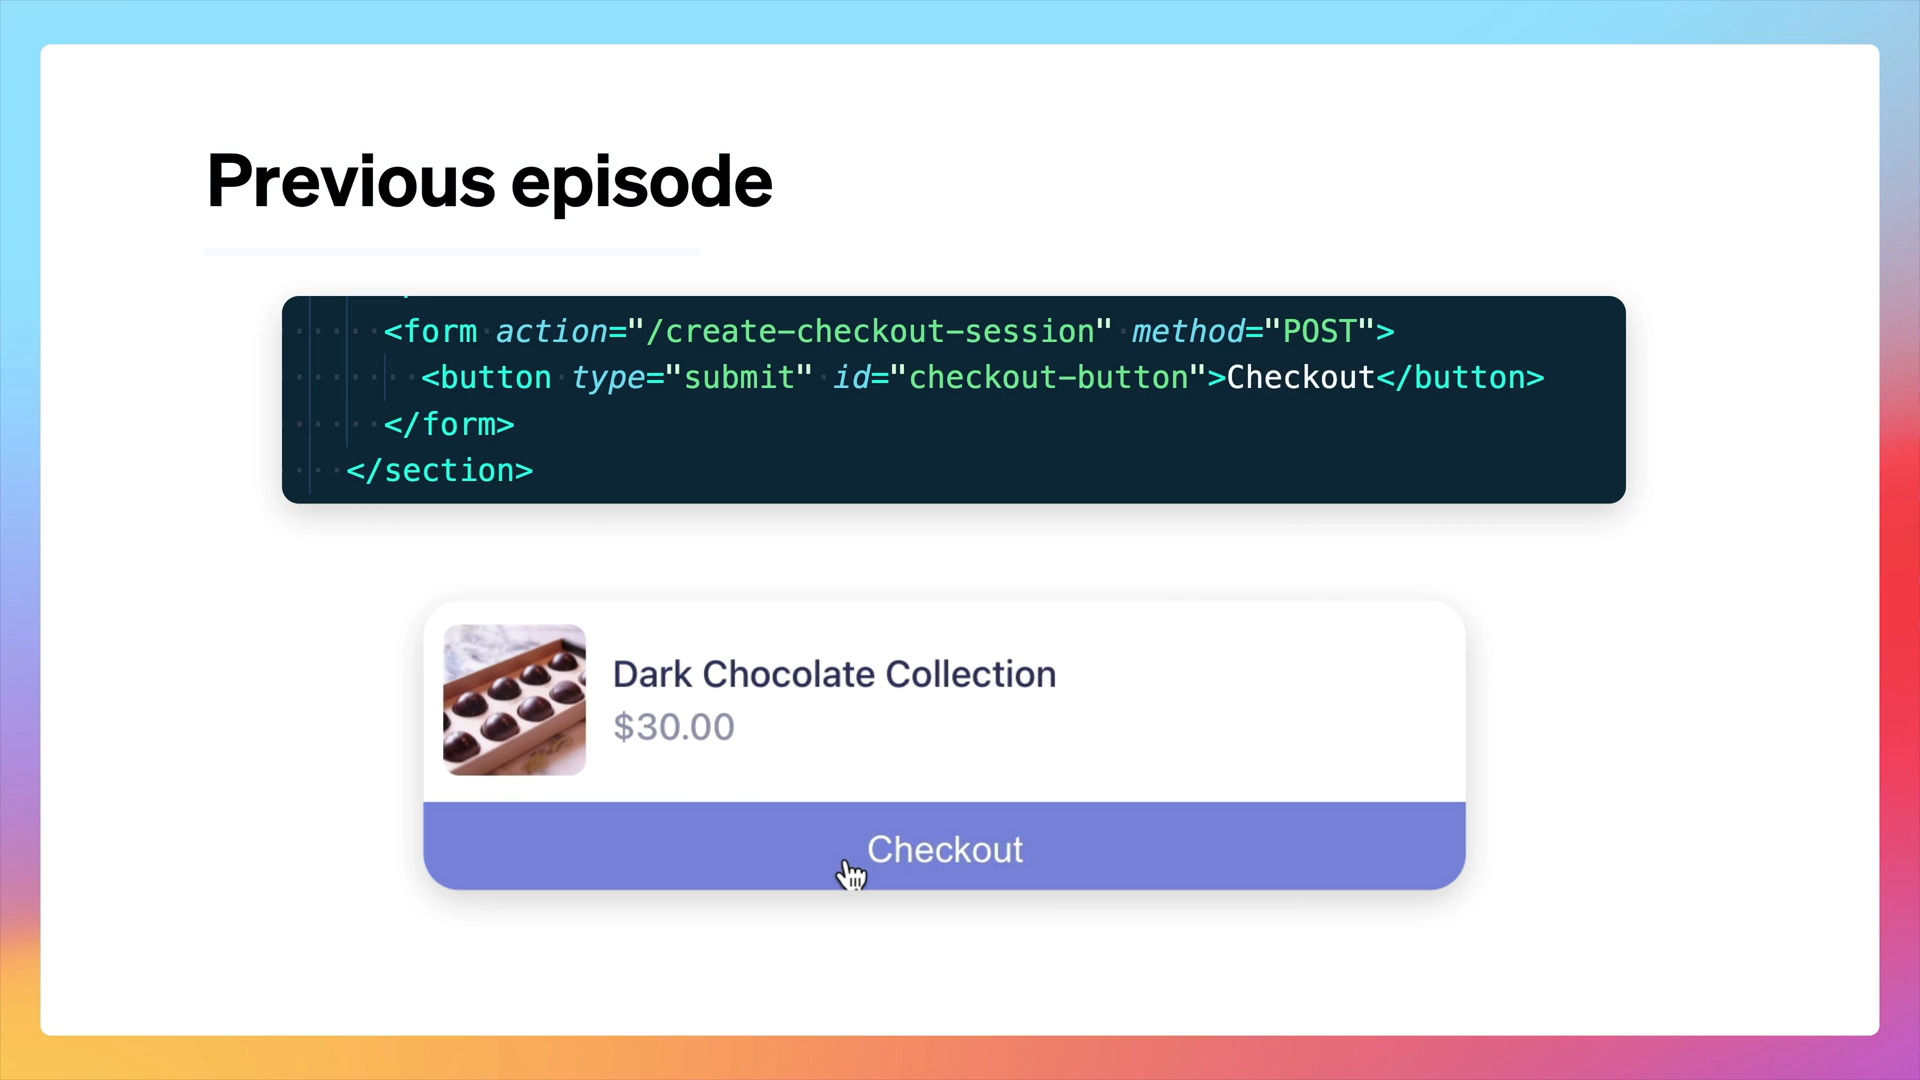 Previous episode
<form action="/create-checkout-session" method="POST">
<button type="submit" id="checkout-button">Checkout</button>
</form>
</section>
Dark Chocolate Collection
$30.00
Checkout